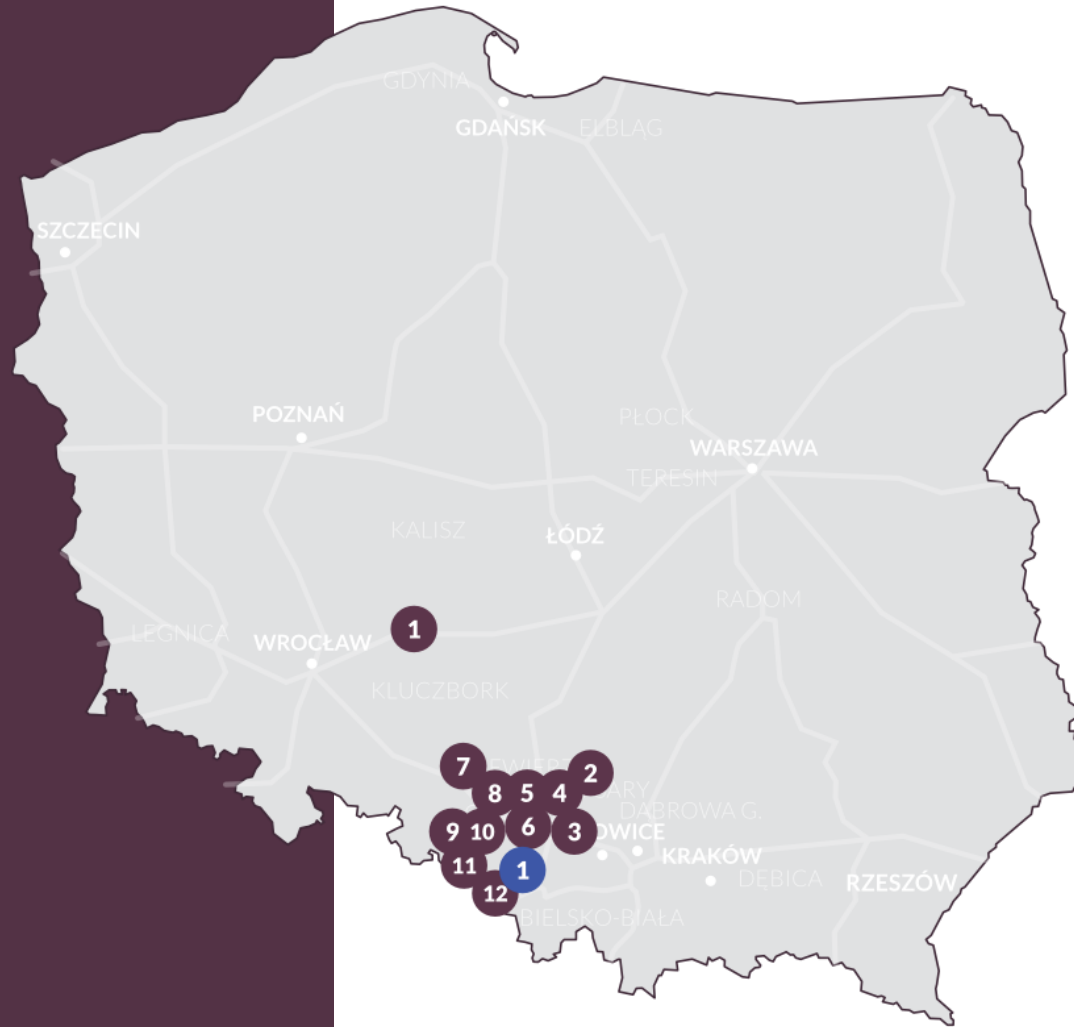 GDYNIA
GDAŃSK
ELBLĄG
SZCZECIN
POZNAŃ
PŁOCK
WARSZAWA
TERESIN
KALISZ
ŁÓDŹ
RADOM
1
LEGNICA
WROCŁAW
KLUCZBORK
7
2
8
5
4
DĄBROWA G.
9
10
6
3
KRAKÓW
11
1
DĘBICA
RZESZÓW
12
BIELSKO-BIAŁA